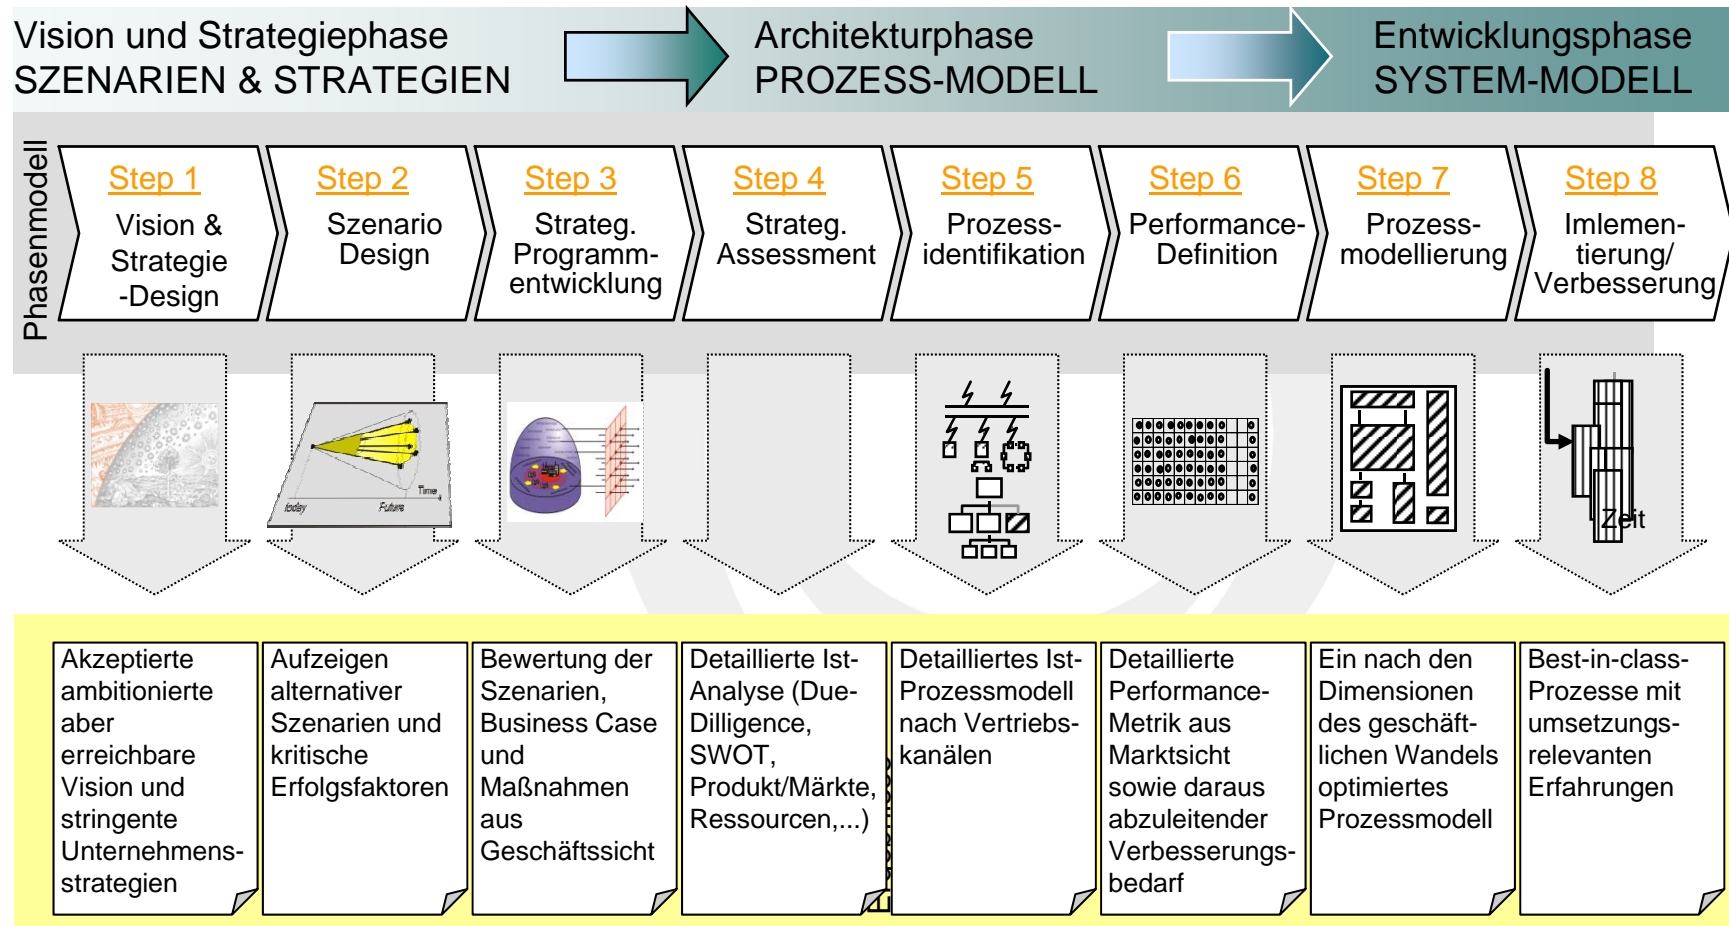 Vision und Strategiephase
SZENARIEN & STRATEGIEN
Architekturphase
PROZESS-MODELL
Entwicklungsphase
SYSTEM-MODELL
Phasenmodell
Step 1
Vision &
Strategie
-Design
Step 2
Szenario
Design
Step 3
Strateg.
Programm-
entwicklung
Step 4
Strateg.
Assessment
Step 5
Prozess-
identifikation
Step 6
Performance-
Definition
Step 7
Prozess-
modellierung
Step 8
Imlemen-
tierung/
Verbesserung
today
Future
Time
Zeit
Akzeptierte
ambitionierte
aber
erreichbare
Vision und
stringente
Unternehmens-
strategien
Aufzeigen
alternativer
Szenarien und
kritische
Erfolgsfaktoren
Bewertung der
Szenarien,
Business Case
und
Maßnahmen
aus
Geschäftssicht
Detaillierte Ist-
Analyse (Due-
Dilligence,
SWOT,
Produkt/Märkte,
Ressourcen,...)
Detailliertes Ist-
Prozessmodell
nach Vertriebs-
kanälen
Detaillierte
Performance-
Metrik aus
Marktsicht
sowie daraus
abzuleitender
Verbesserungs-
bedarf
Ein nach den
Dimensionen
des geschäft-
lichen Wandels
optimiertes
Prozessmodell
Best-in-class-
Prozesse mit
umsetzungs-
relevanten
Erfahrungen